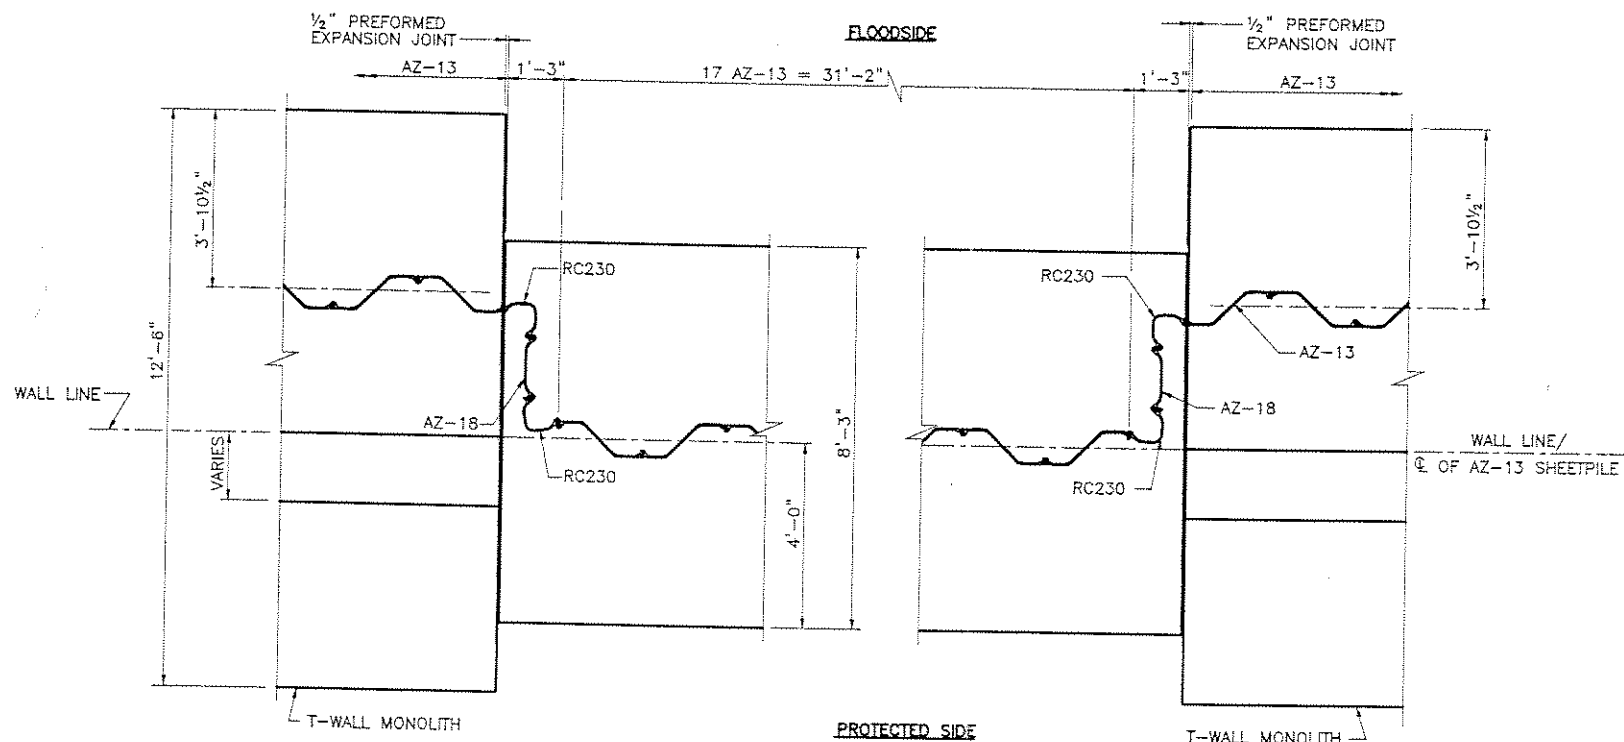 ½" PREFORMED
EXPANSION JOINT
FLOODSIDE
½" PREFORMED
EXPANSION JOINT
AZ-13
1'-3"
17 AZ-13 = 31'-2"
1'-3"
AZ-13
3'-10½"
3'-10½"
12'-6"
RC230
RC230
AZ-13
WALL LINE
AZ-18
AZ-18
VARIES
RC230
8'-3"
4'-0"
RC230
WALL LINE/
℄ OF AZ-13 SHEETPILE
T-WALL MONOLITH
PROTECTED SIDE
T-WALL MONOLITH